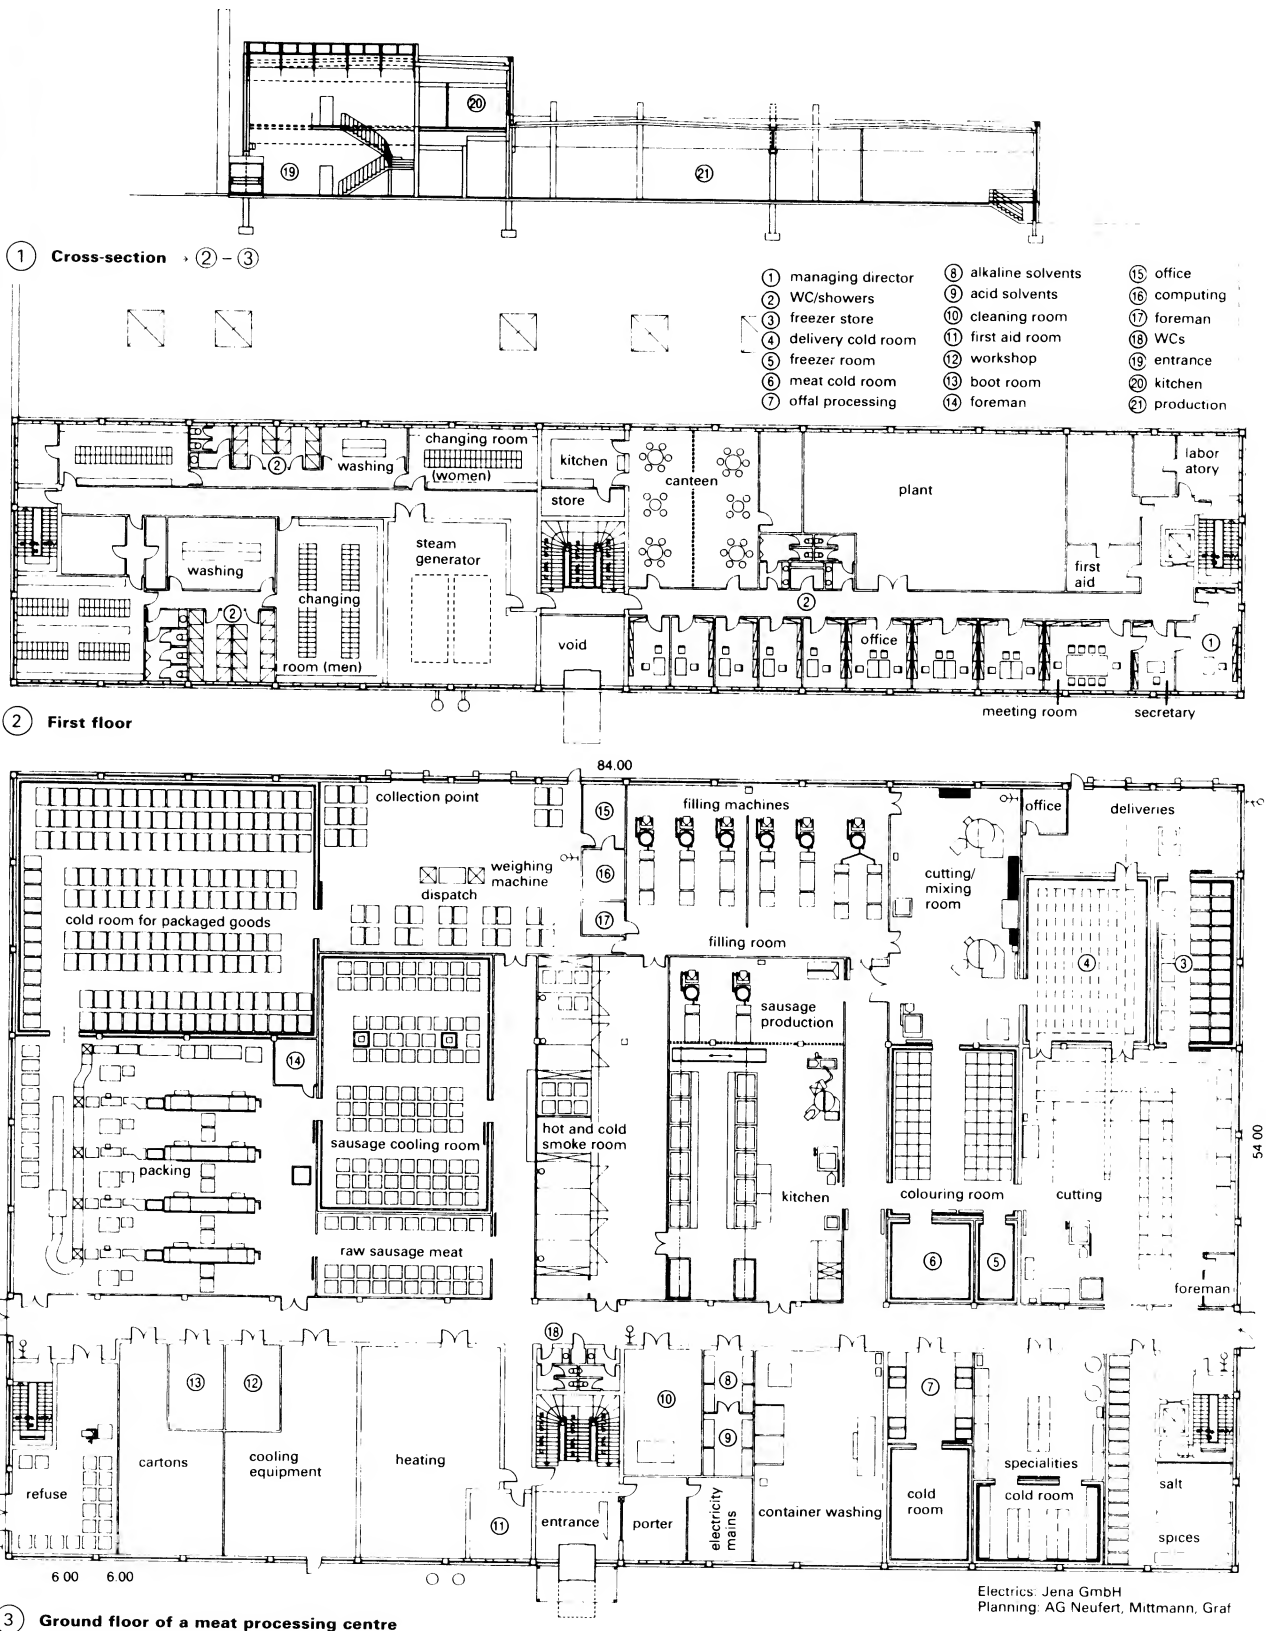 ⑳
⑲
㉑
① Cross-section → ② – ③
① managing director
② WC/showers
③ freezer store
④ delivery cold room
⑤ freezer room
⑥ meat cold room
⑦ offal processing
⑧ alkaline solvents
⑨ acid solvents
⑩ cleaning room
⑪ first aid room
⑫ workshop
⑬ boot room
⑭ foreman
⑮ office
⑯ computing
⑰ foreman
⑱ WCs
⑲ entrance
⑳ kitchen
㉑ production
②
washing
changing room
(women)
kitchen
store
canteen
plant
labor
atory
washing
②
changing
room (men)
steam
generator
void
②
first
aid
office
①
meeting room
secretary
② First floor
84.00
collection point
⑮
filling machines
office
deliveries
weighing
machine
dispatch
⑯
⑰
cutting/
mixing
room
cold room for packaged goods
filling room
④
③
sausage
production
⑭
packing
sausage cooling room
hot and cold
smoke room
kitchen
colouring room
cutting
54 00
raw sausage meat
⑥
⑤
foreman
⑱
⑬
⑫
⑩
⑧
⑨
⑦
cartons
cooling
equipment
heating
refuse
⑪
entrance
porter
electricity
mains
container washing
cold
room
specialities
cold room
salt
spices
6 00 6.00
Electrics: Jena GmbH
Planning: AG Neufert, Mittmann, Graf
③ Ground floor of a meat processing centre